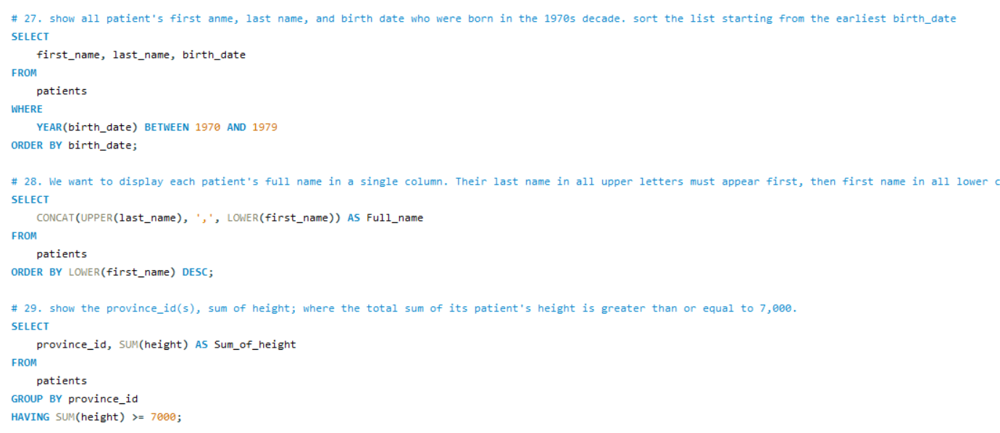 # 27. show all patient's first anme, last name, and birth date who were born in the 1970s decade. sort the list starting from the earliest birth_date
SELECT
    first_name, last_name, birth_date
FROM
    patients
WHERE
    YEAR(birth_date) BETWEEN 1970 AND 1979
ORDER BY birth_date;

# 28. We want to display each patient's full name in a single column. Their last name in all upper letters must appear first, then first name in all lower c
SELECT
    CONCAT(UPPER(last_name), ',', LOWER(first_name)) AS Full_name
FROM
    patients
ORDER BY LOWER(first_name) DESC;

# 29. show the province_id(s), sum of height; where the total sum of its patient's height is greater than or equal to 7,000.
SELECT
    province_id, SUM(height) AS Sum_of_height
FROM
    patients
GROUP BY province_id
HAVING SUM(height) >= 7000;